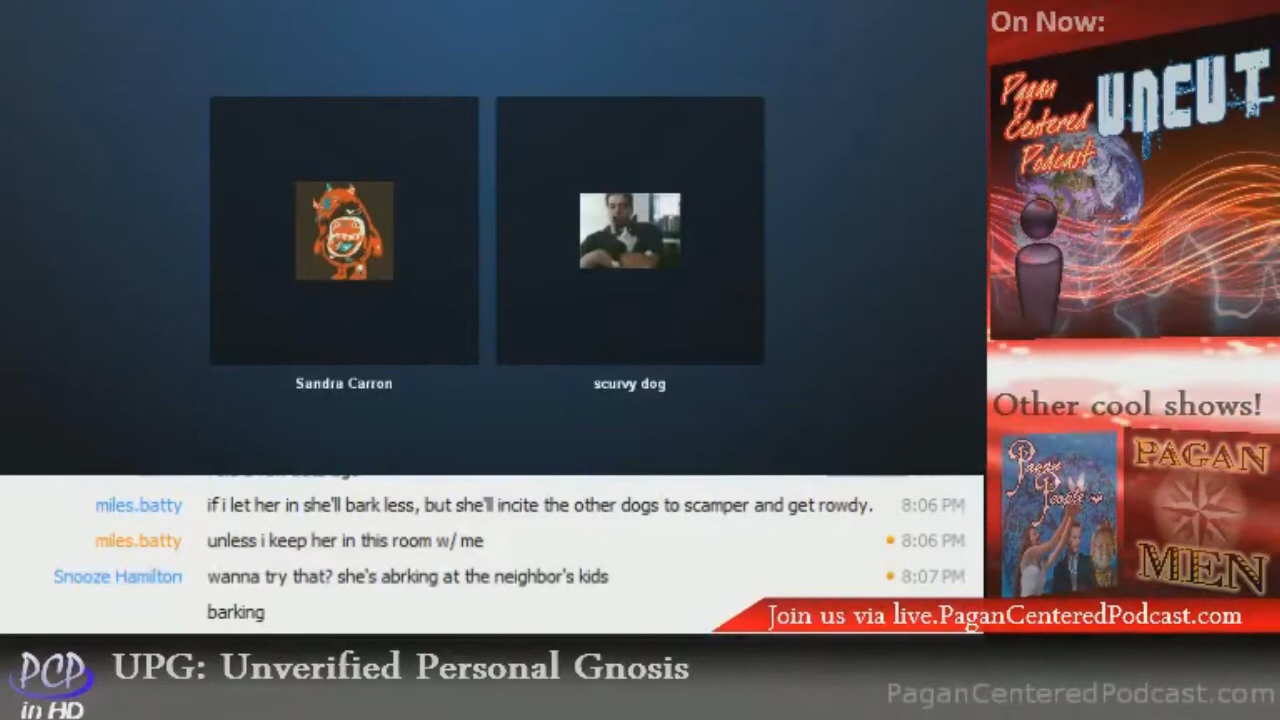 On Now:
Pagan
Centered
Podcast
UNCUT
Sandra Carron
scurvy dog
Other cool shows!
Pagan
People
PAGAN
MEN
miles.batty if i let her in she'll bark less, but she'll incite the other dogs to scamper and get rowdy. 8:06 PM
miles.batty unless i keep her in this room w/ me 8:06 PM
Snooze Hamilton wanna try that? she's abrking at the neighbor's kids 8:07 PM
barking
Join us via live.PaganCenteredPodcast.com
PCP
in HD
UPG: Unverified Personal Gnosis
PaganCenteredPodcast.com